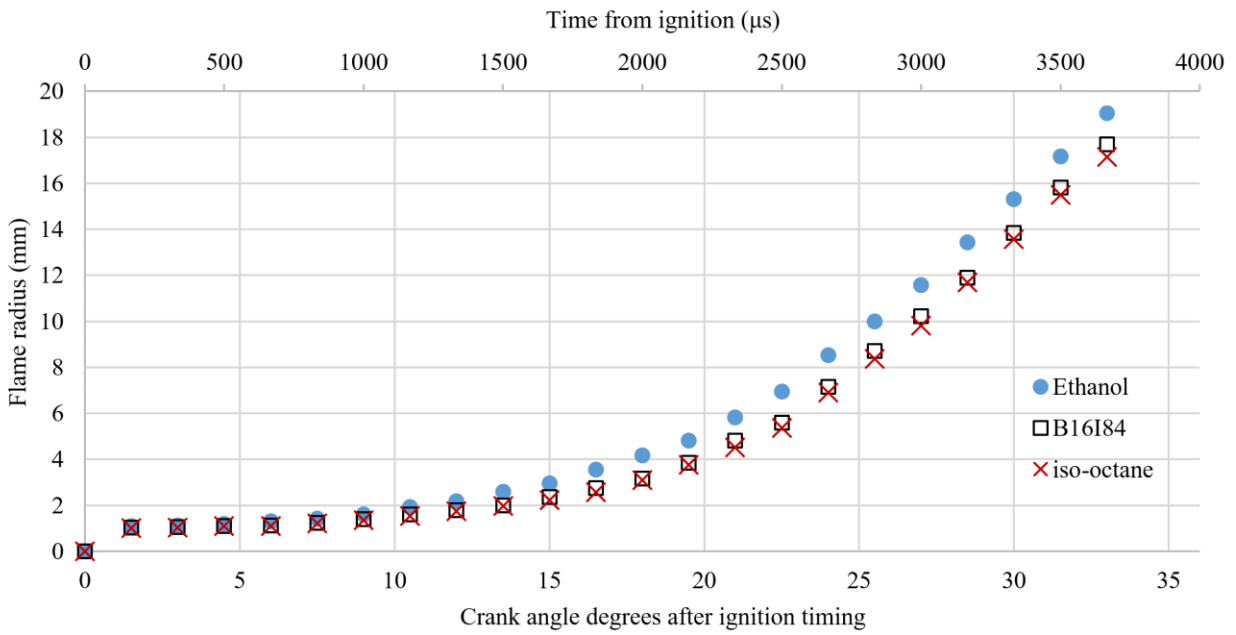 Time from ignition (μs)
0 500 1000 1500 2000 2500 3000 3500 4000
20
18
16
14
12
10
8
6
4
2
0
Flame radius (mm)
Ethanol
B16I84
iso-octane
0 5 10 15 20 25 30 35
Crank angle degrees after ignition timing